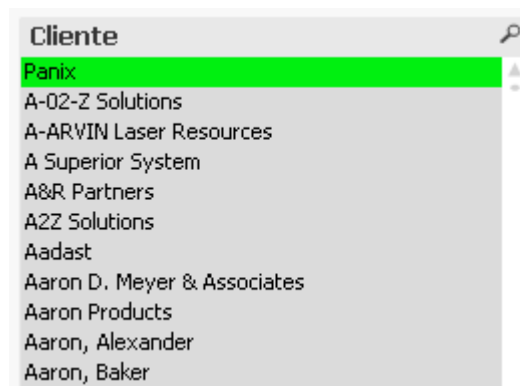 Cliente
Panix
A-02-Z Solutions
A-ARVIN Laser Resources
A Superior System
A&R Partners
A2Z Solutions
Aadast
Aaron D. Meyer & Associates
Aaron Products
Aaron, Alexander
Aaron, Baker